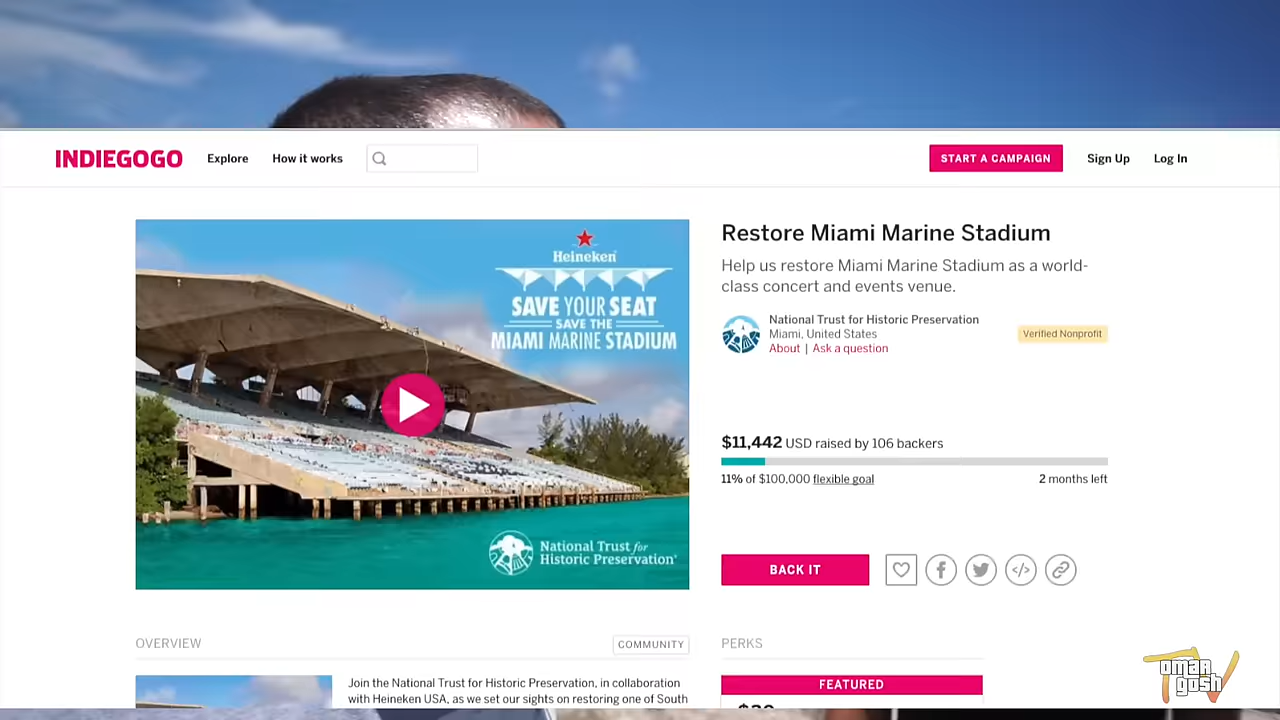 INDIEGOGO
Explore
How it works
START A CAMPAIGN
Sign Up
Log In
Heineken
SAVE YOUR SEAT
SAVE THE
MIAMI MARINE STADIUM
National Trust for
Historic Preservation®
Restore Miami Marine Stadium
Help us restore Miami Marine Stadium as a world-
class concert and events venue.
National Trust for Historic Preservation
Miami, United States
About | Ask a question
Verified Nonprofit
$11,442 USD raised by 106 backers
11% of $100,000 flexible goal
2 months left
BACK IT
OVERVIEW
COMMUNITY
PERKS
Join the National Trust for Historic Preservation, in collaboration
with Heineken USA, as we set our sights on restoring one of South
FEATURED
OMAR
gosh
TV